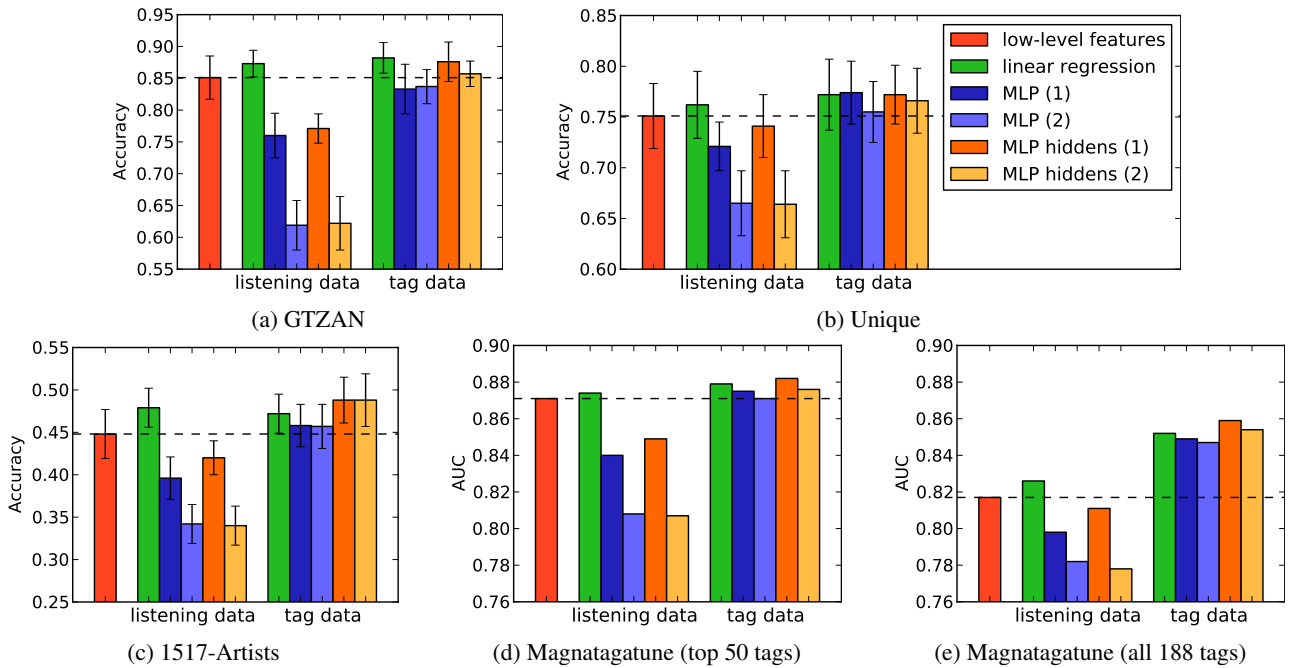 0.95
0.90
0.85
0.80
0.75
0.70
0.65
0.60
0.55
Accuracy
listening data
tag data
(a) GTZAN
0.85
0.80
0.75
0.70
0.65
0.60
Accuracy
listening data
tag data
low-level features
linear regression
MLP (1)
MLP (2)
MLP hiddens (1)
MLP hiddens (2)
(b) Unique
0.55
0.50
0.45
0.40
0.35
0.30
0.25
Accuracy
listening data
tag data
(c) 1517-Artists
0.90
0.88
0.86
0.84
0.82
0.80
0.78
0.76
AUC
listening data
tag data
(d) Magnatagatune (top 50 tags)
0.90
0.88
0.86
0.84
0.82
0.80
0.78
0.76
AUC
listening data
tag data
(e) Magnatagatune (all 188 tags)